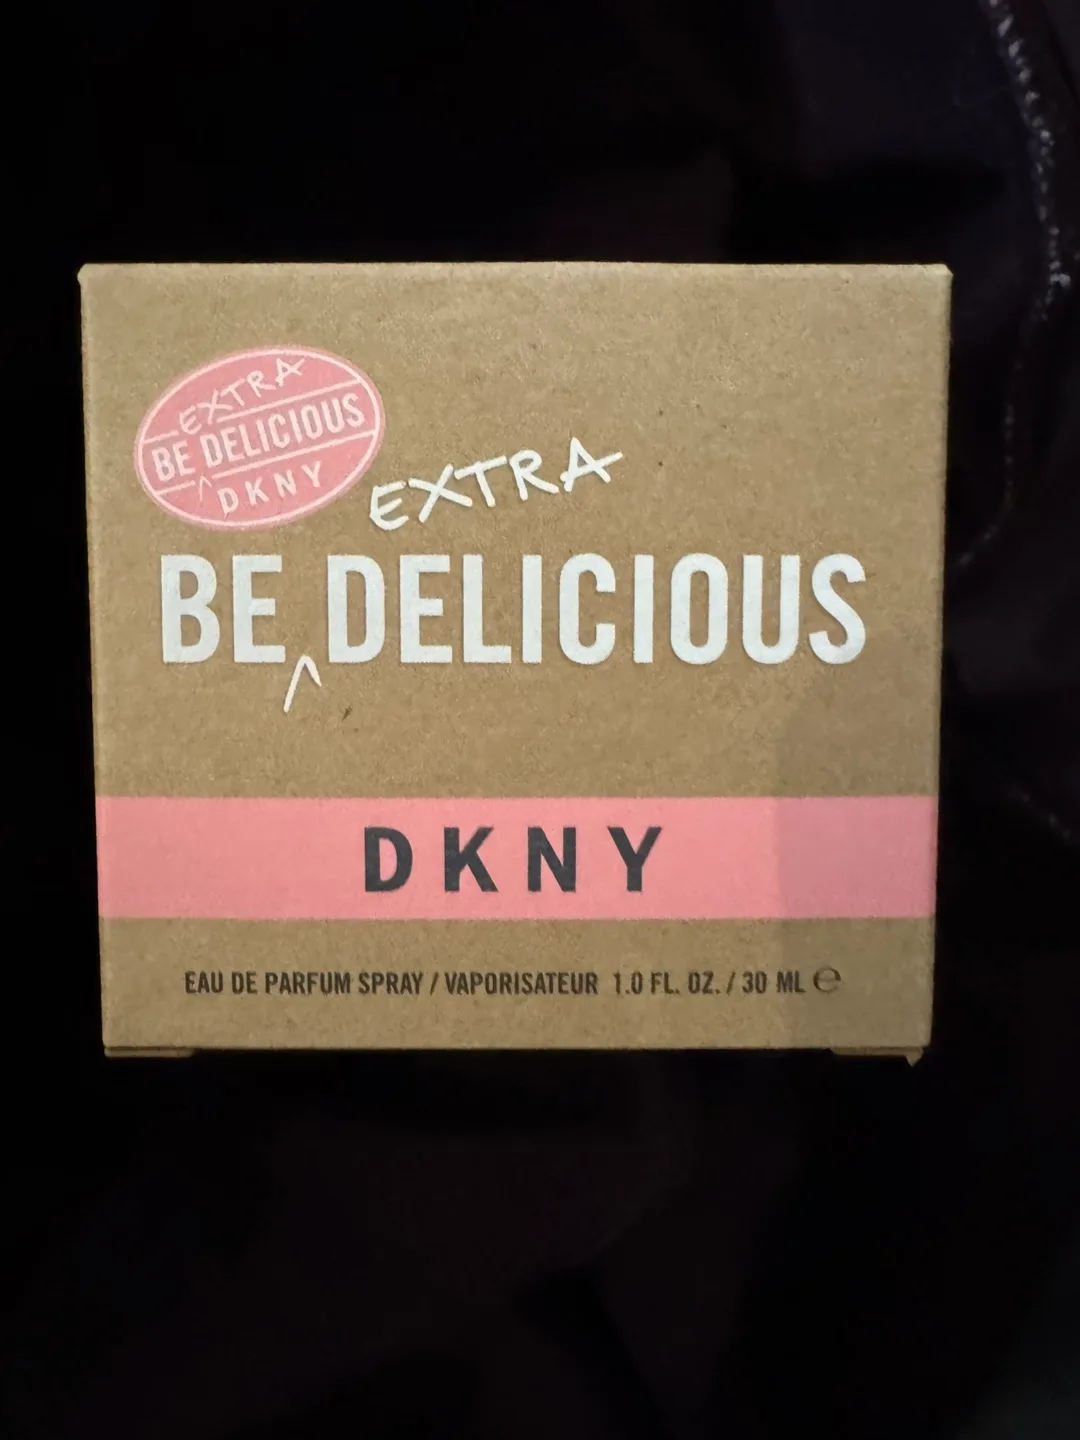 EXTRA
BE DELICIOUS
DKNY
EXTRA
BE DELICIOUS
DKNY
EAU DE PARFUM SPRAY / VAPORISATEUR 1.0 FL. OZ. / 30 ML ℮